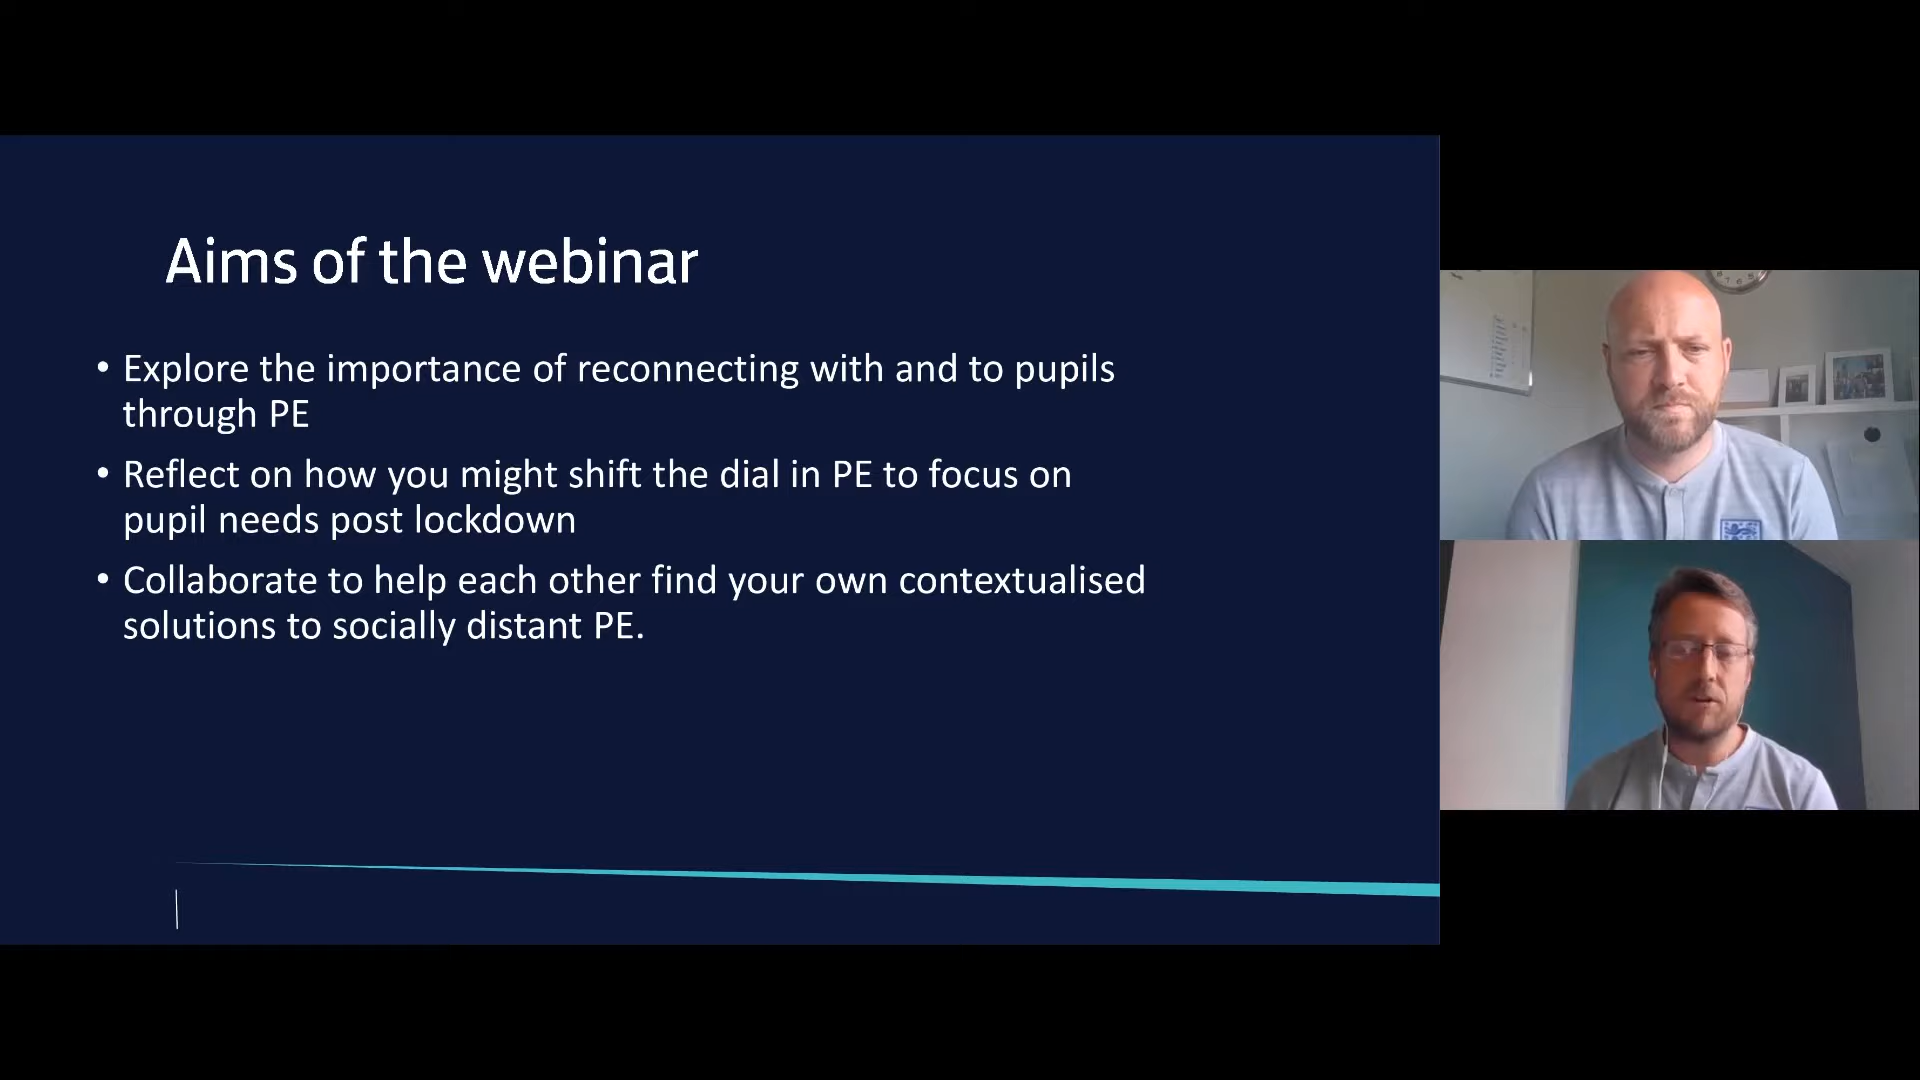 Aims of the webinar
• Explore the importance of reconnecting with and to pupils
through PE
• Reflect on how you might shift the dial in PE to focus on
pupil needs post lockdown
• Collaborate to help each other find your own contextualised
solutions to socially distant PE.